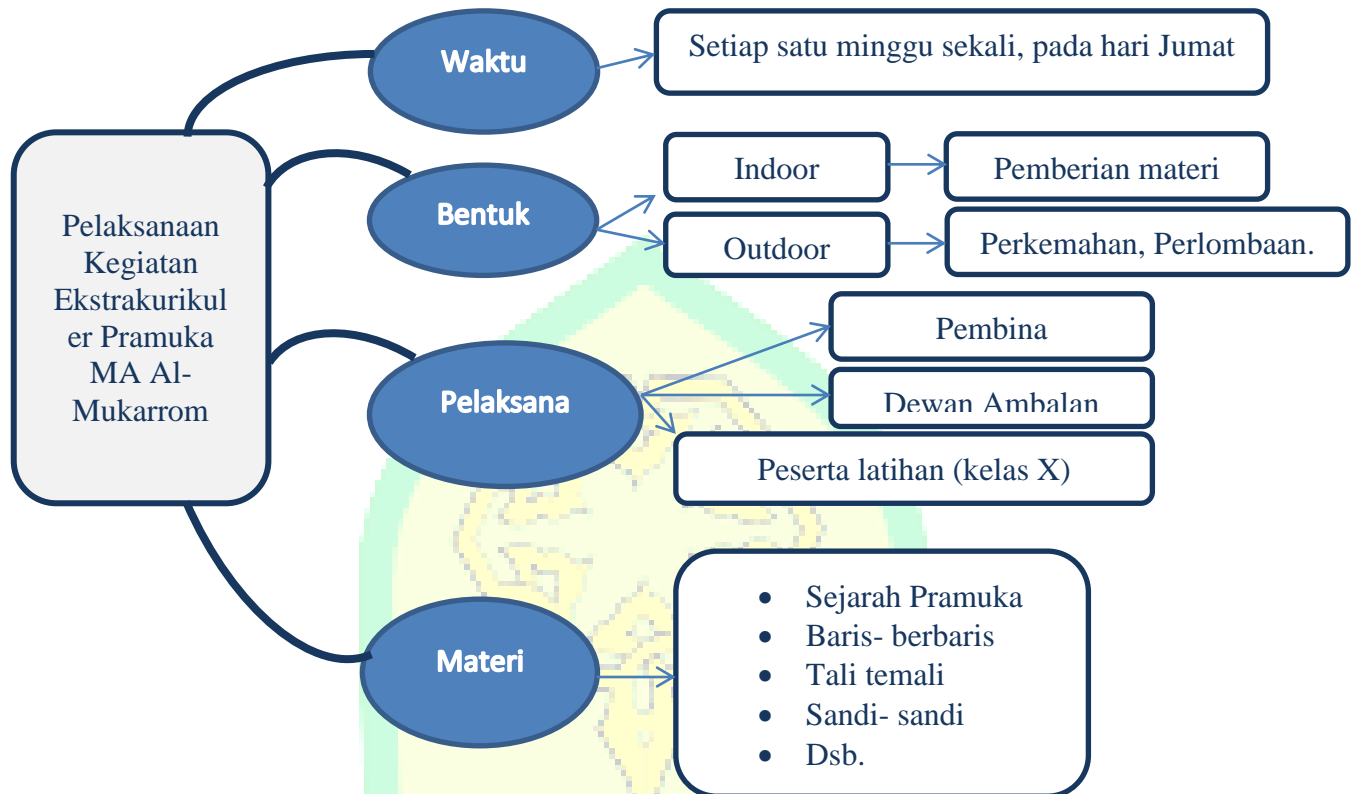 Waktu
Setiap satu minggu sekali, pada hari Jumat
Pelaksanaan
Kegiatan
Ekstrakurikul
er Pramuka
MA Al-
Mukarrom
Bentuk
Indoor
Pemberian materi
Outdoor
Perkemahan, Perlombaan.
Pelaksana
Pembina
Dewan Ambalan
Peserta latihan (kelas X)
Materi
• Sejarah Pramuka
• Baris- berbaris
• Tali temali
• Sandi- sandi
• Dsb.